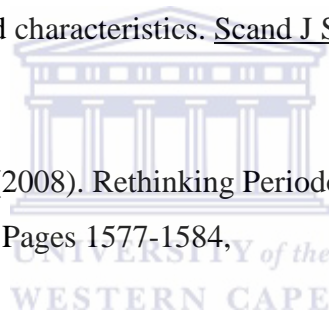 d characteristics. Scand J S
(2008). Rethinking Periodo
Pages 1577-1584,
UNIVERSITY of the
WESTERN CAPE